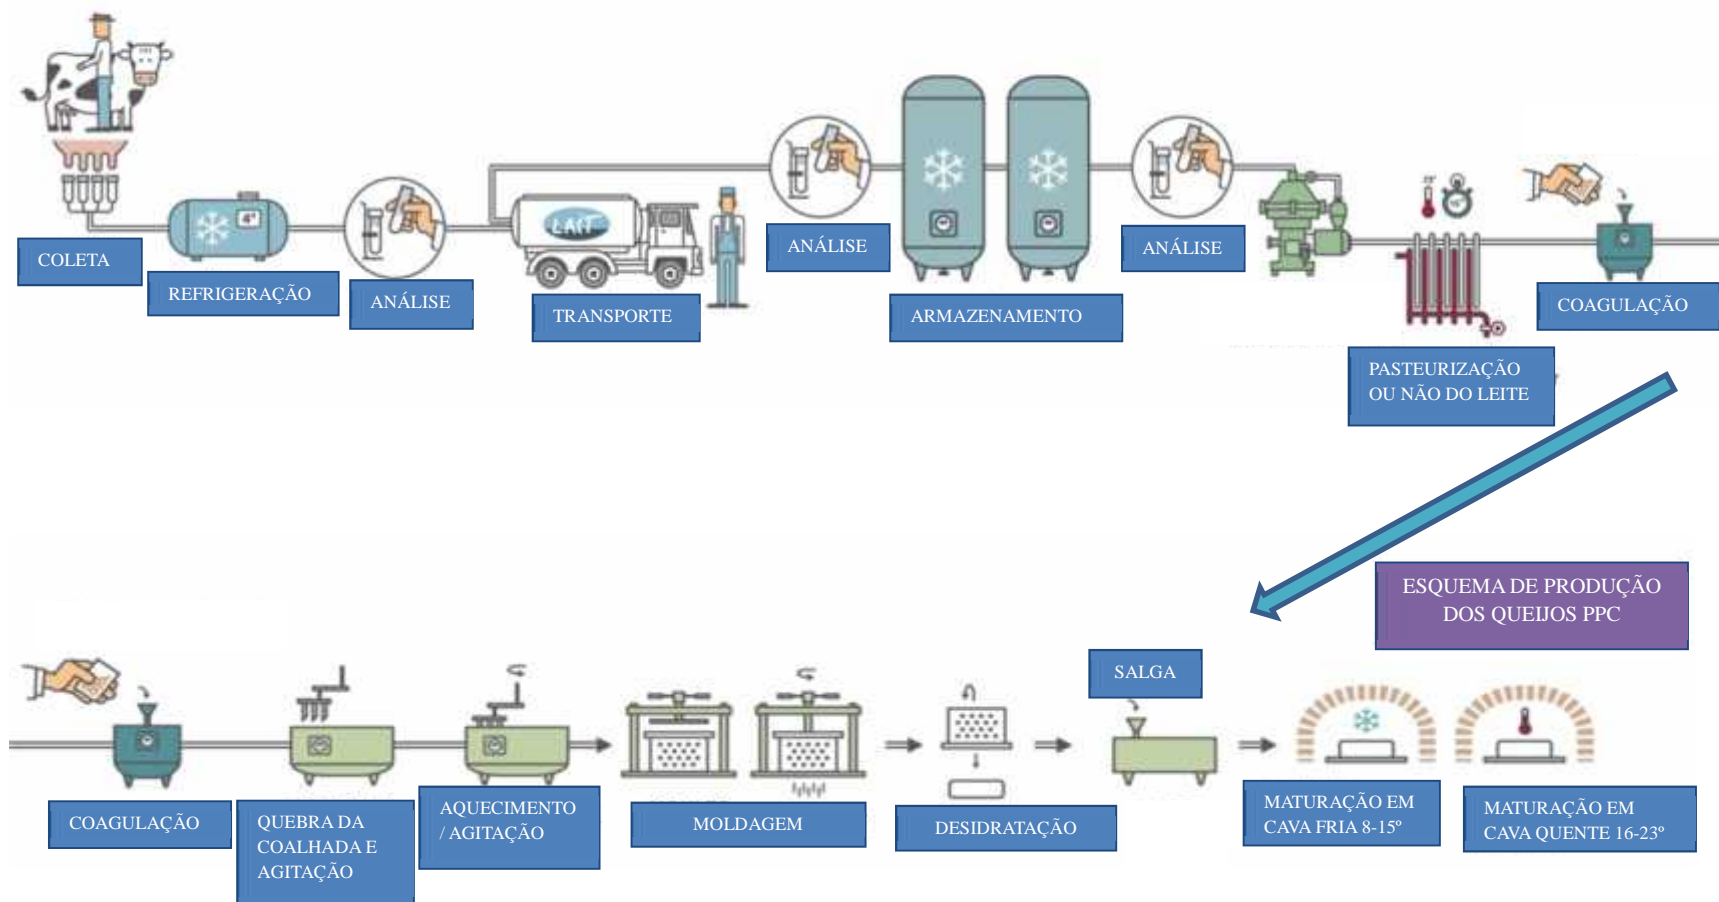 COLETA
4°
REFRIGERAÇÃO
ANÁLISE
LAIT
TRANSPORTE
ANÁLISE
ARMAZENAMENTO
ANÁLISE
PASTEURIZAÇÃO
OU NÃO DO LEITE
COAGULAÇÃO
ESQUEMA DE PRODUÇÃO
DOS QUEIJOS PPC
COAGULAÇÃO
QUEBRA DA
COALHADA E
AGITAÇÃO
AQUECIMENTO
/ AGITAÇÃO
MOLDAGEM
DESIDRATAÇÃO
SALGA
MATURAÇÃO EM
CAVA FRIA 8-15º
MATURAÇÃO EM
CAVA QUENTE 16-23º